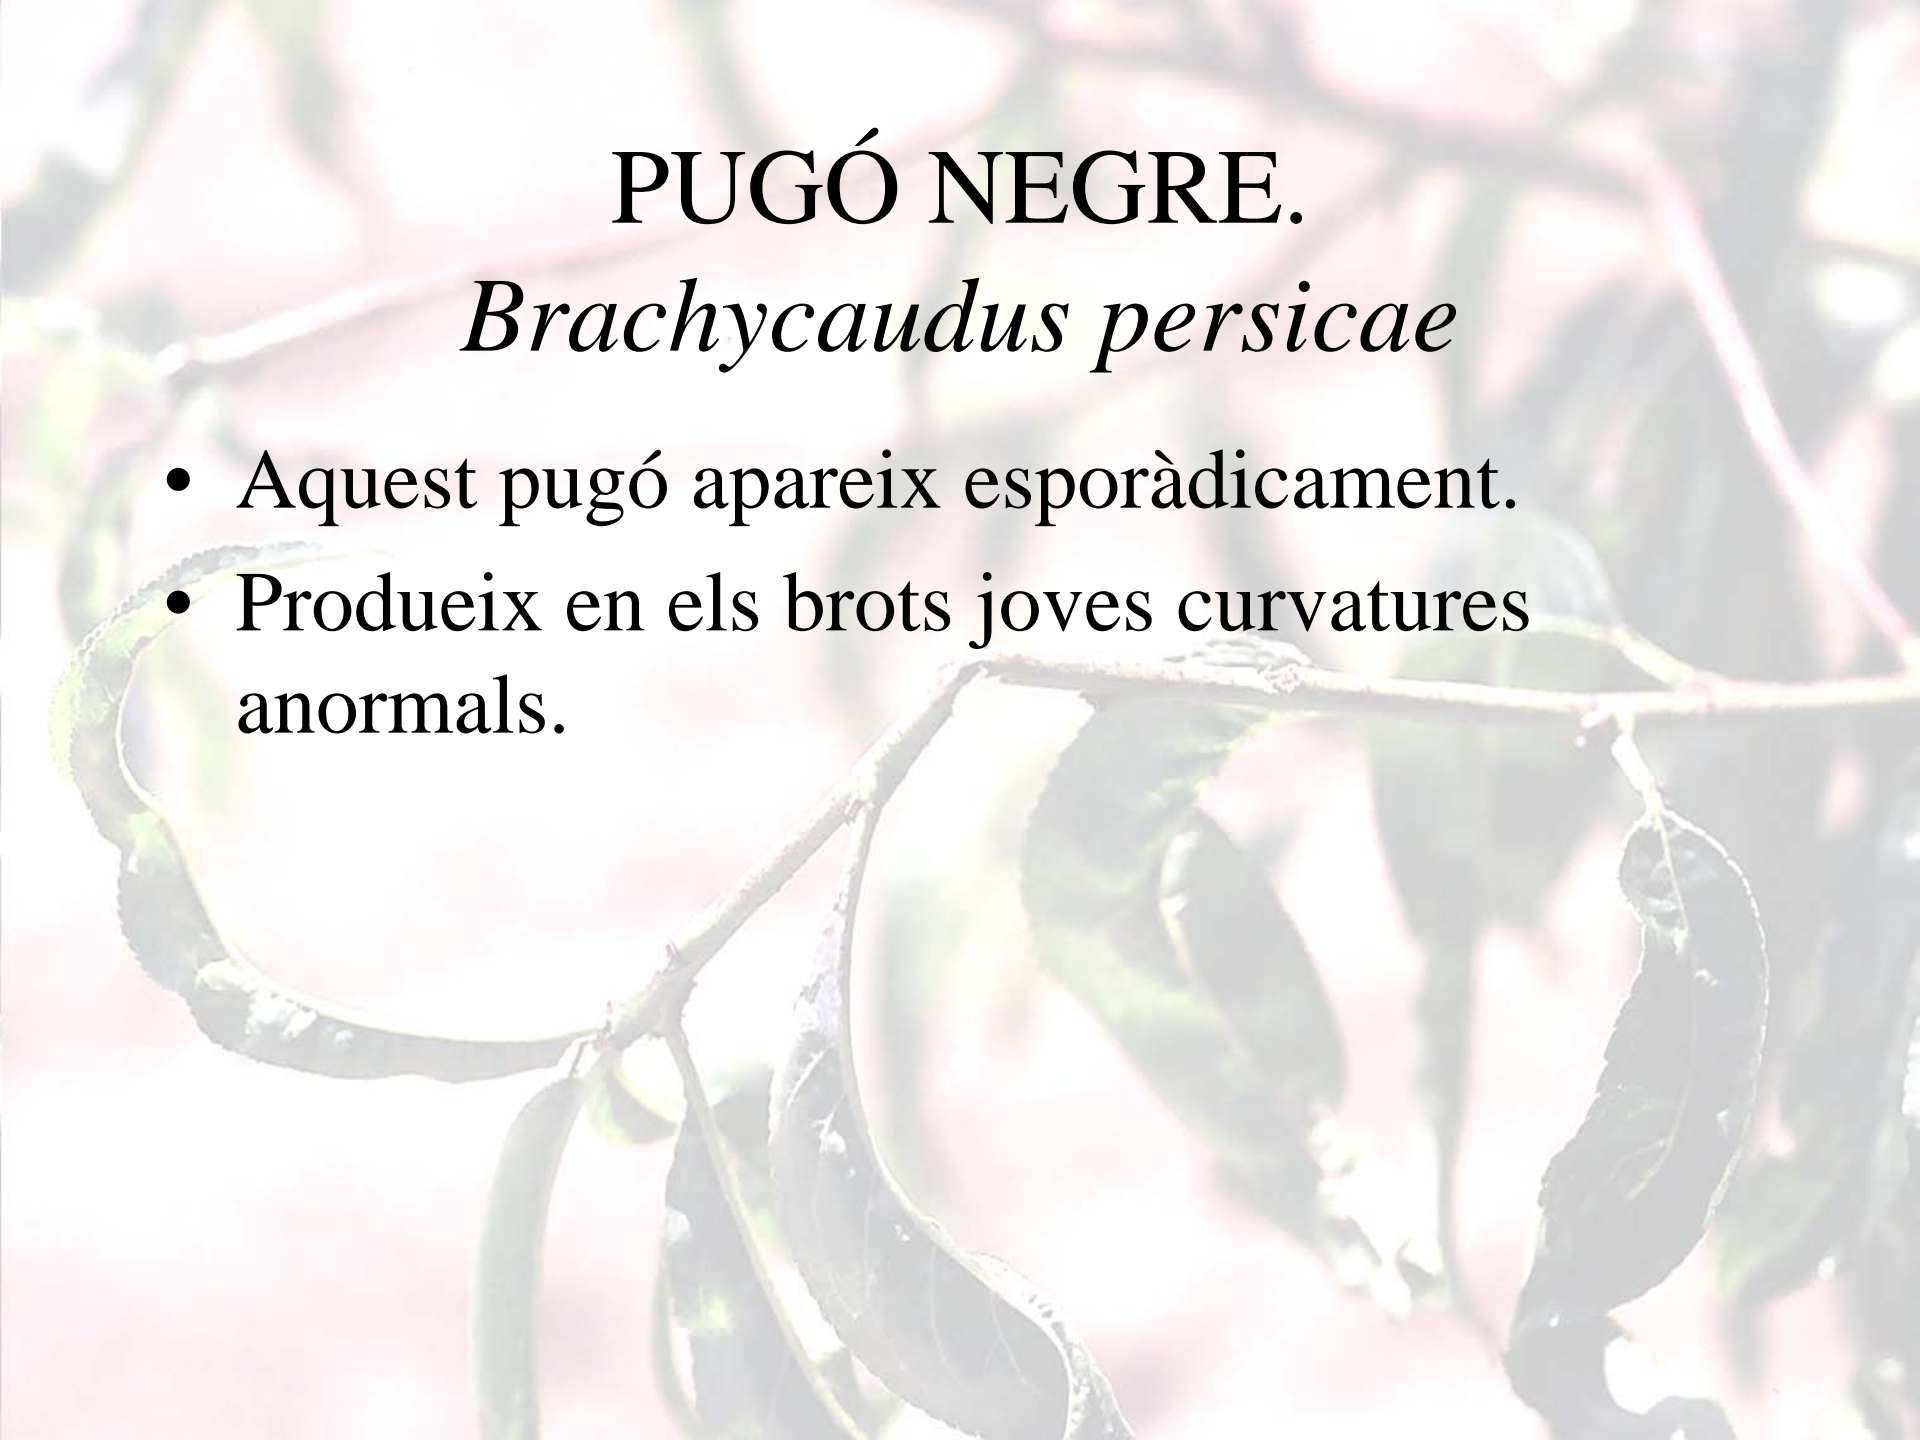 PUGÓ NEGRE.
Brachycaudus persicae
• Aquest pugó apareix esporàdicament.
• Produeix en els brots joves curvatures
anormals.